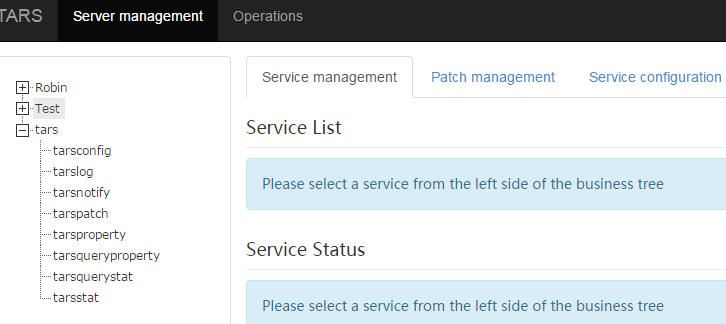 TARS Server management Operations
Robin
Test
tars
tarsconfig
tarslog
tarsnotify
tarspatch
tarsproperty
tarsqueryproperty
tarsquerystat
tarsstat
Service management Patch management Service configuration
Service List
Please select a service from the left side of the business tree
Service Status
Please select a service from the left side of the business tree